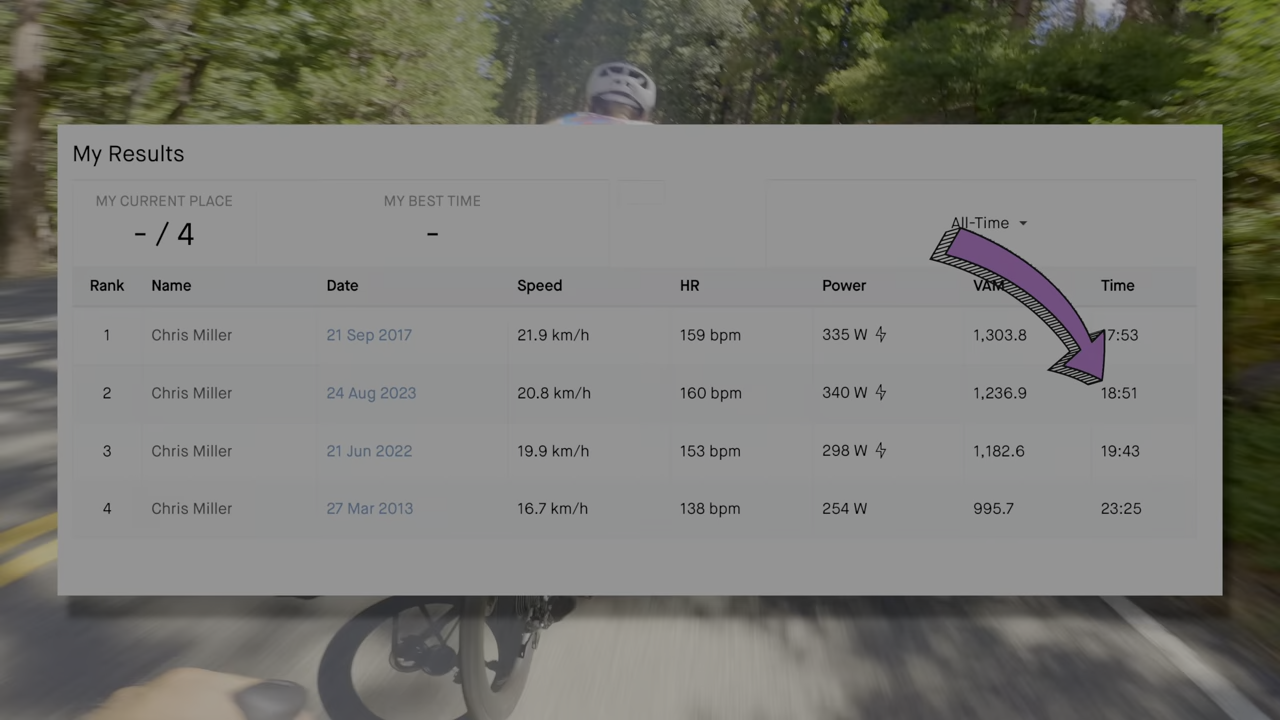 My Results
MY CURRENT PLACE MY BEST TIME
- / 4 - All-Time
Rank Name Date Speed HR Power VAM Time
1 Chris Miller 21 Sep 2017 21.9 km/h 159 bpm 335 W 1,303.8 7:53
2 Chris Miller 24 Aug 2023 20.8 km/h 160 bpm 340 W 1,236.9 18:51
3 Chris Miller 21 Jun 2022 19.9 km/h 153 bpm 298 W 1,182.6 19:43
4 Chris Miller 27 Mar 2013 16.7 km/h 138 bpm 254 W 995.7 23:25